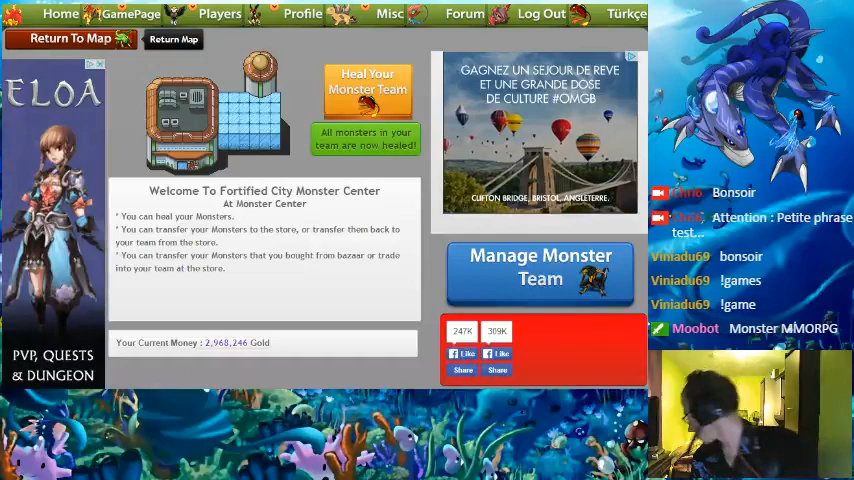 Home
GamePage
Players
Profile
Misc
Forum
Log Out
Türkçe
Return To Map
Return Map
ELOA
PVP, QUESTS
& DUNGEON
Heal Your
Monster Team
All monsters in your
team are now healed!
Welcome To Fortified City Monster Center
At Monster Center
* You can heal your Monsters.
* You can transfer your Monsters to the store, or transfer them back to
your team from the store.
* You can transfer your Monsters that you bought from bazaar or trade
into your team at the store.
Your Current Money : 2,968,246 Gold
GAGNEZ UN SEJOUR DE REVE
ET UNE GRANDE DOSE
DE CULTURE #OMGB
CLIFTON BRIDGE, BRISTOL, ANGLETERRE.
Manage Monster
Team
247K 309K
Like Like
Share Share
Chrio Bonsoir
Chrio Attention : Petite phrase
test...
Viniadu69 bonsoir
Viniadu69 !games
Viniadu69 !game
Moobot Monster MMORPG